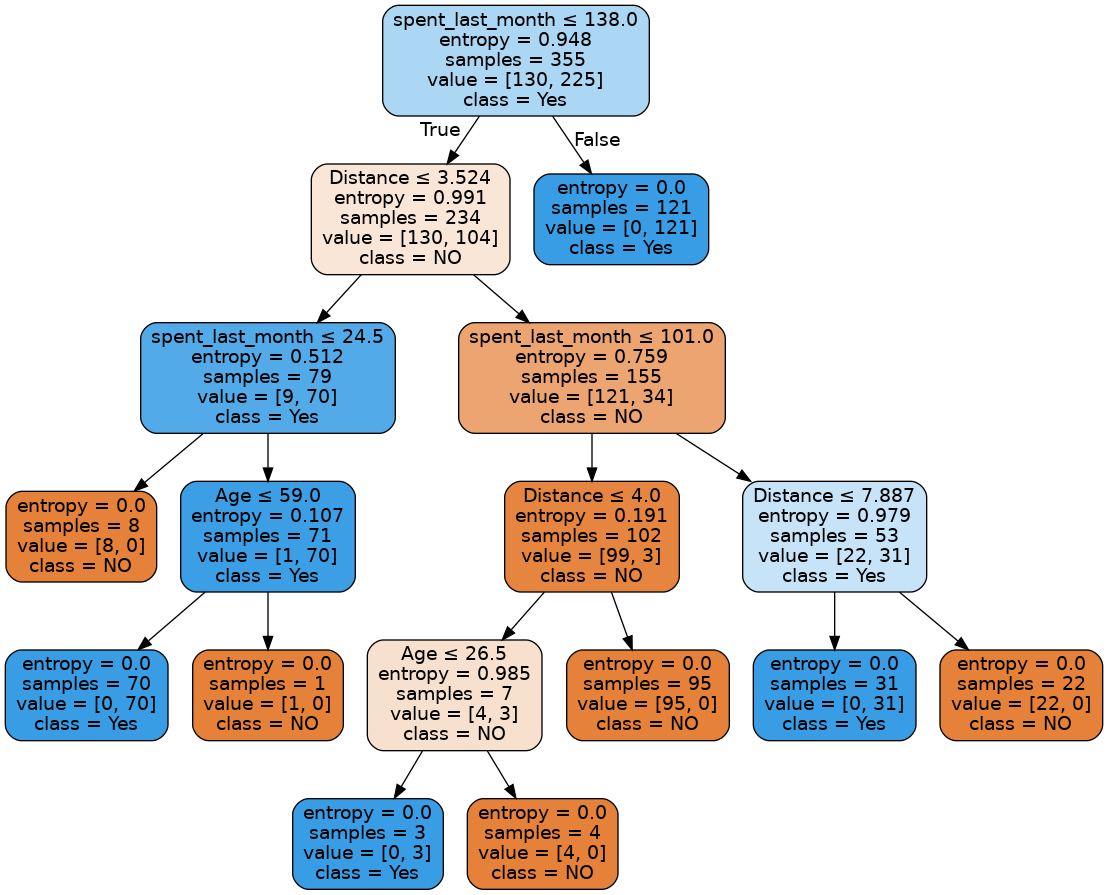 spent_last_month ≤ 138.0
entropy = 0.948
samples = 355
value = [130, 225]
class = Yes
True
False
Distance ≤ 3.524
entropy = 0.991
samples = 234
value = [130, 104]
class = NO
entropy = 0.0
samples = 121
value = [0, 121]
class = Yes
spent_last_month ≤ 24.5
entropy = 0.512
samples = 79
value = [9, 70]
class = Yes
spent_last_month ≤ 101.0
entropy = 0.759
samples = 155
value = [121, 34]
class = NO
entropy = 0.0
samples = 8
value = [8, 0]
class = NO
Age ≤ 59.0
entropy = 0.107
samples = 71
value = [1, 70]
class = Yes
Distance ≤ 4.0
entropy = 0.191
samples = 102
value = [99, 3]
class = NO
Distance ≤ 7.887
entropy = 0.979
samples = 53
value = [22, 31]
class = Yes
entropy = 0.0
samples = 70
value = [0, 70]
class = Yes
entropy = 0.0
samples = 1
value = [1, 0]
class = NO
Age ≤ 26.5
entropy = 0.985
samples = 7
value = [4, 3]
class = NO
entropy = 0.0
samples = 95
value = [95, 0]
class = NO
entropy = 0.0
samples = 31
value = [0, 31]
class = Yes
entropy = 0.0
samples = 22
value = [22, 0]
class = NO
entropy = 0.0
samples = 3
value = [0, 3]
class = Yes
entropy = 0.0
samples = 4
value = [4, 0]
class = NO